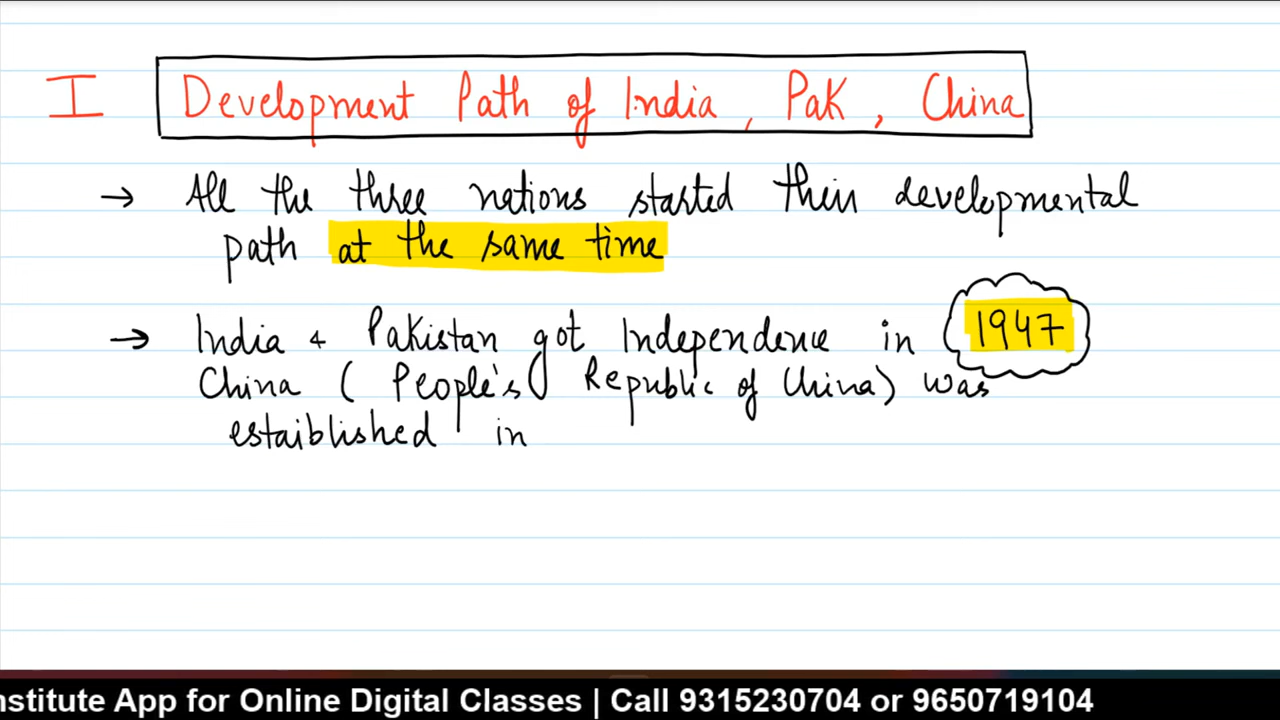 I Development Path of India, Pak, China
→ All the three nations started their developmental
path at the same time
→ India & Pakistan got Independence in 1947
China (People's Republic of China) was
estaiblished in
nstitute App for Online Digital Classes | Call 9315230704 or 9650719104